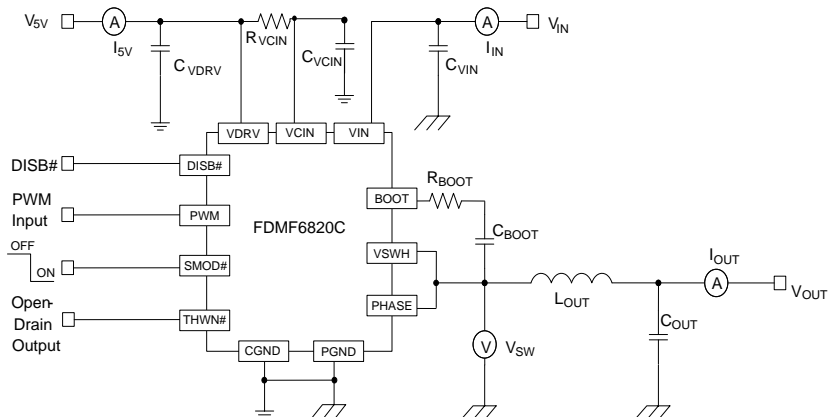 V5V
A
I5V
RVCIN
CVDRV
CVCIN
CVIN
A
IIN
VIN
VDRV
VCIN
VIN
DISB#
DISB#
PWM
Input
PWM
OFF
ON
SMOD#
Open-
Drain
Output
THWN#
FDMF6820C
BOOT
RBOOT
CBOOT
VSWH
PHASE
CGND
PGND
V
VSW
LOUT
COUT
IOUT
A
VOUT